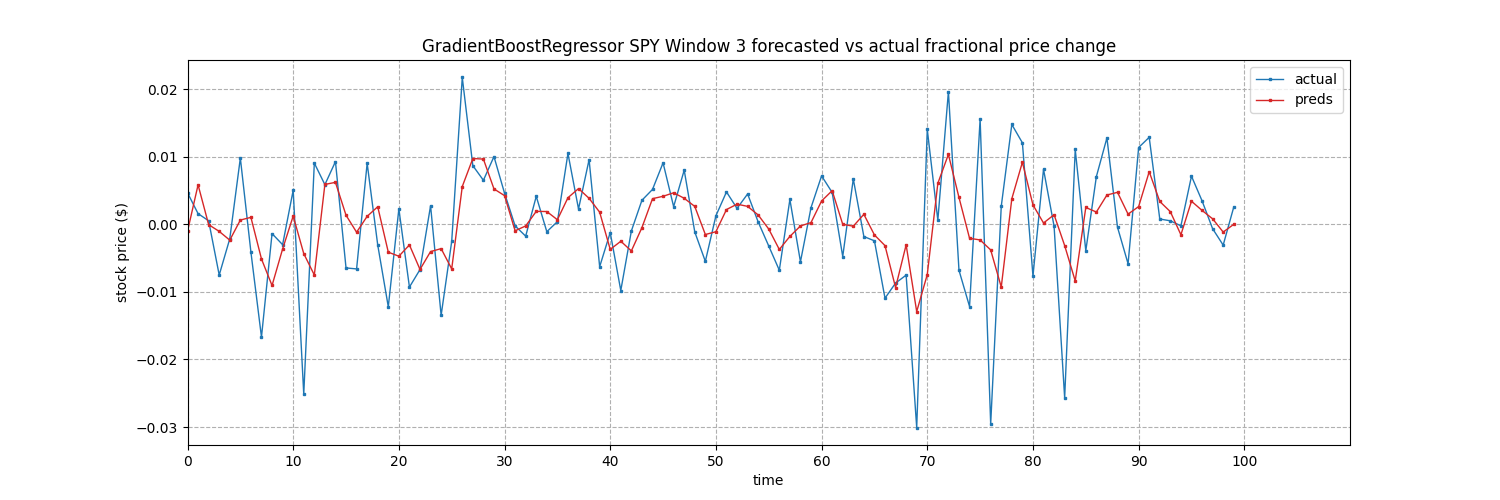 GradientBoostRegressor SPY Window 3 forecasted vs actual fractional price change
actual
preds
stock price ($)
0.02
0.01
0.00
−0.01
−0.02
−0.03
0 10 20 30 40 50 60 70 80 90 100
time